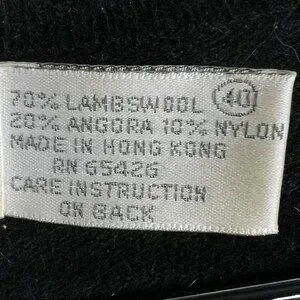 70% LAMBSWOOL 40
20% ANGORA 10% NYLON
MADE IN HONG KONG
RN 65426
CARE INSTRUCTION
ON BACK